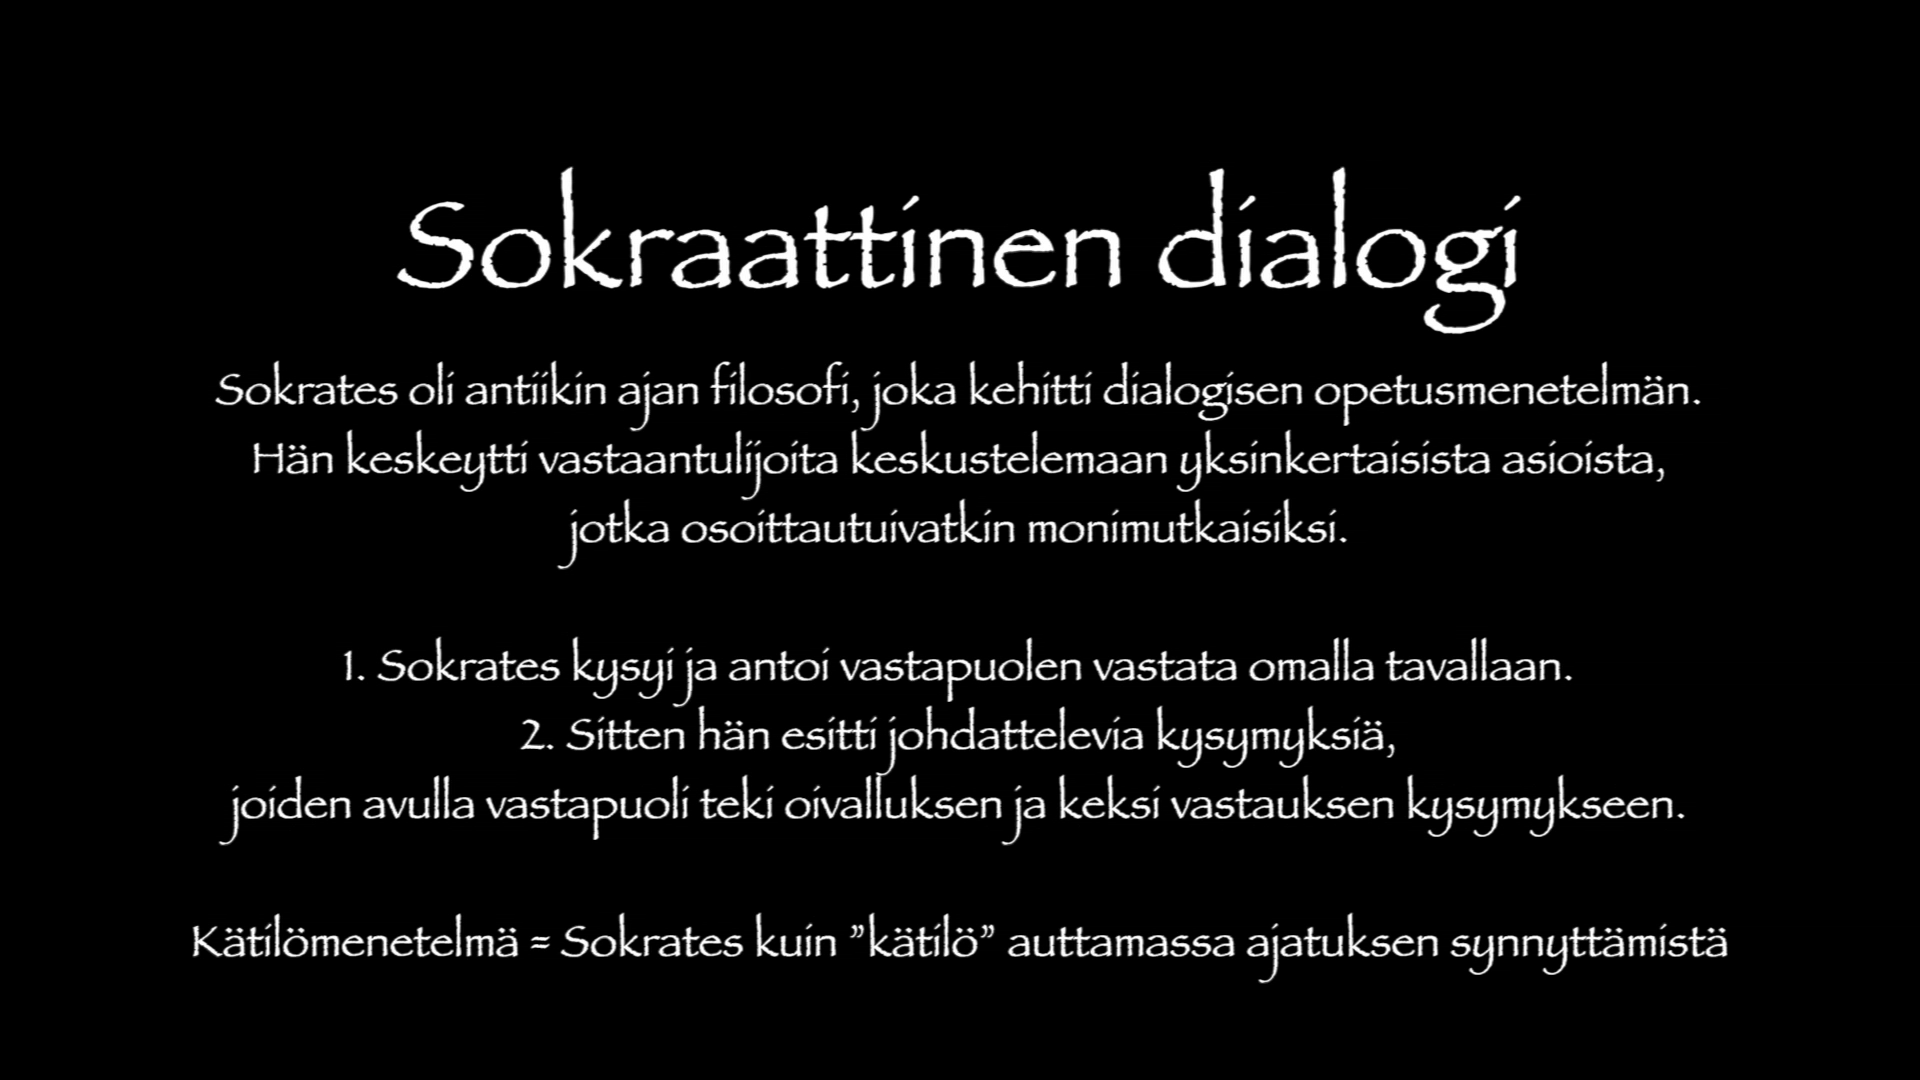 Sokraattinen dialogi
Sokrates oli antiikin ajan filosofi, joka kehitti dialogisen opetusmenetelmän.
Hän keskeytti vastaantulijoita keskustelemaan yksinkertaisista asioista,
jotka osoittautuivatkin monimutkaisiksi.
1. Sokrates kysyi ja antoi vastapuolen vastata omalla tavallaan.
2. Sitten hän esitti johdattelevia kysymyksiä,
joiden avulla vastapuoli teki oivalluksen ja keksi vastauksen kysymykseen.
Kätilömenetelmä = Sokrates kuin ”kätilö” auttamassa ajatuksen synnyttämistä